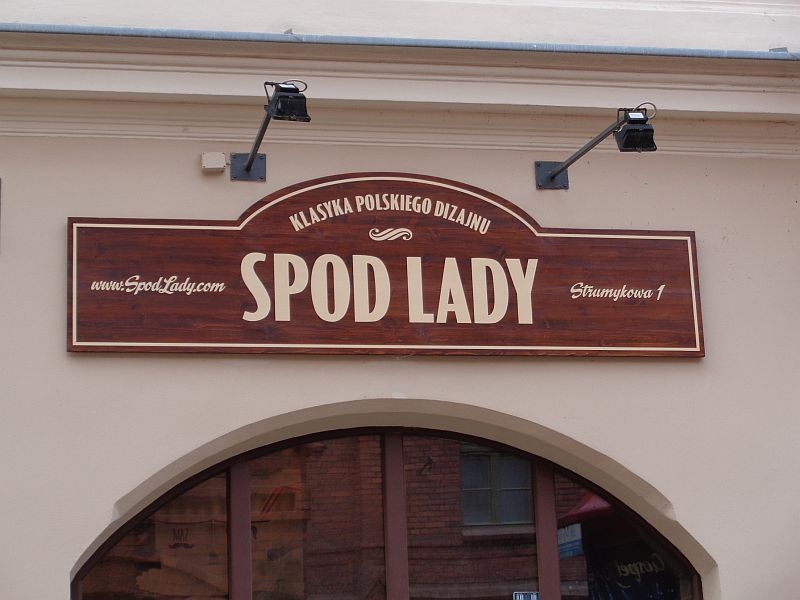 KLASYKA POLSKIEGO DIZAJNU
SPOD LADY
www.SpodLady.com
Strumykowa 1